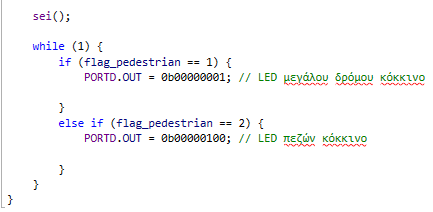 sei();
while (1) {
if (flag_pedestrian == 1) {
PORTD.OUT = 0b00000001; // LED μεγάλου δρόμου κόκκινο
}
else if (flag_pedestrian == 2) {
PORTD.OUT = 0b00000100; // LED πεζών κόκκινο
}
}
}